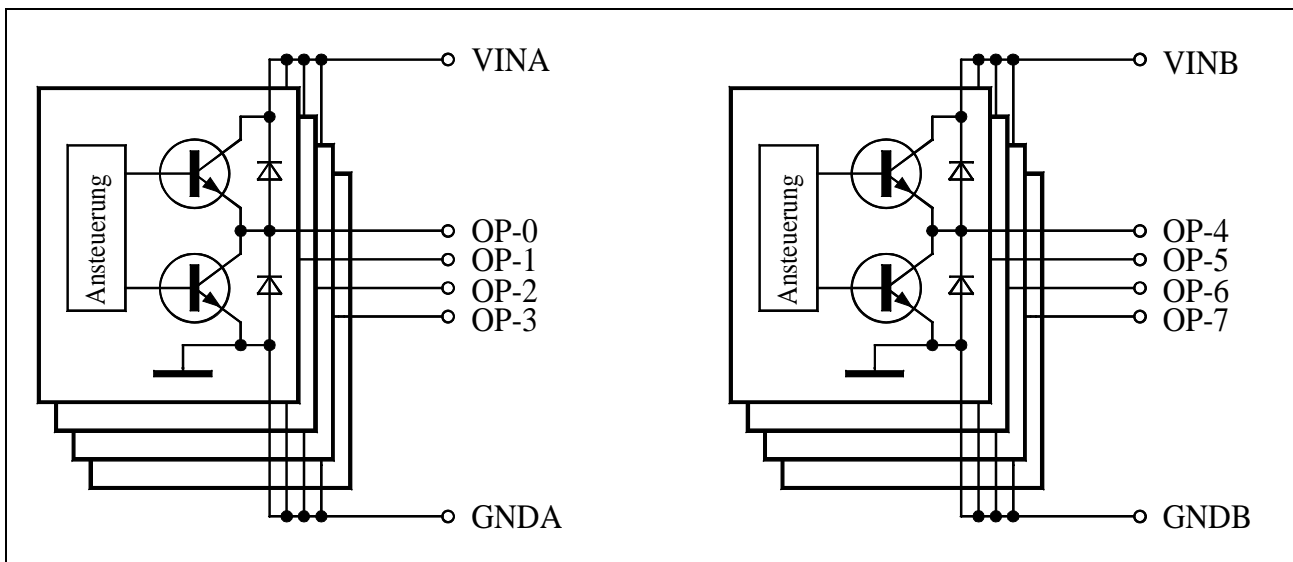 VINA
Ansteuerung
OP-0
OP-1
OP-2
OP-3
GNDA
VINB
Ansteuerung
OP-4
OP-5
OP-6
OP-7
GNDB